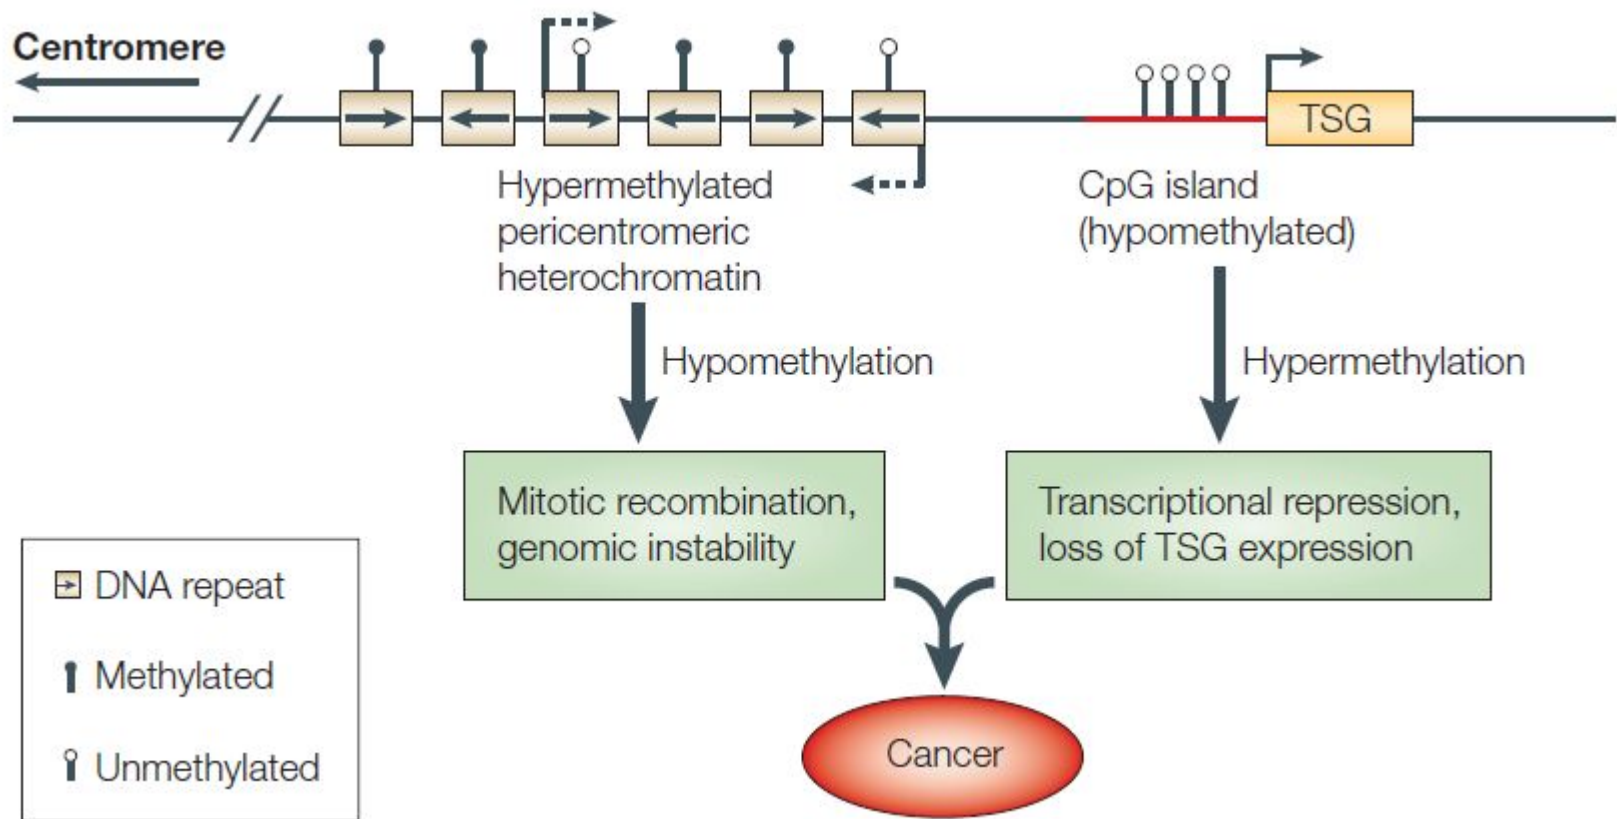 Centromere
TSG
Hypermethylated
pericentromeric
heterochromatin
CpG island
(hypomethylated)
Hypomethylation
Hypermethylation
Mitotic recombination,
genomic instability
Transcriptional repression,
loss of TSG expression
DNA repeat
Methylated
Unmethylated
Cancer